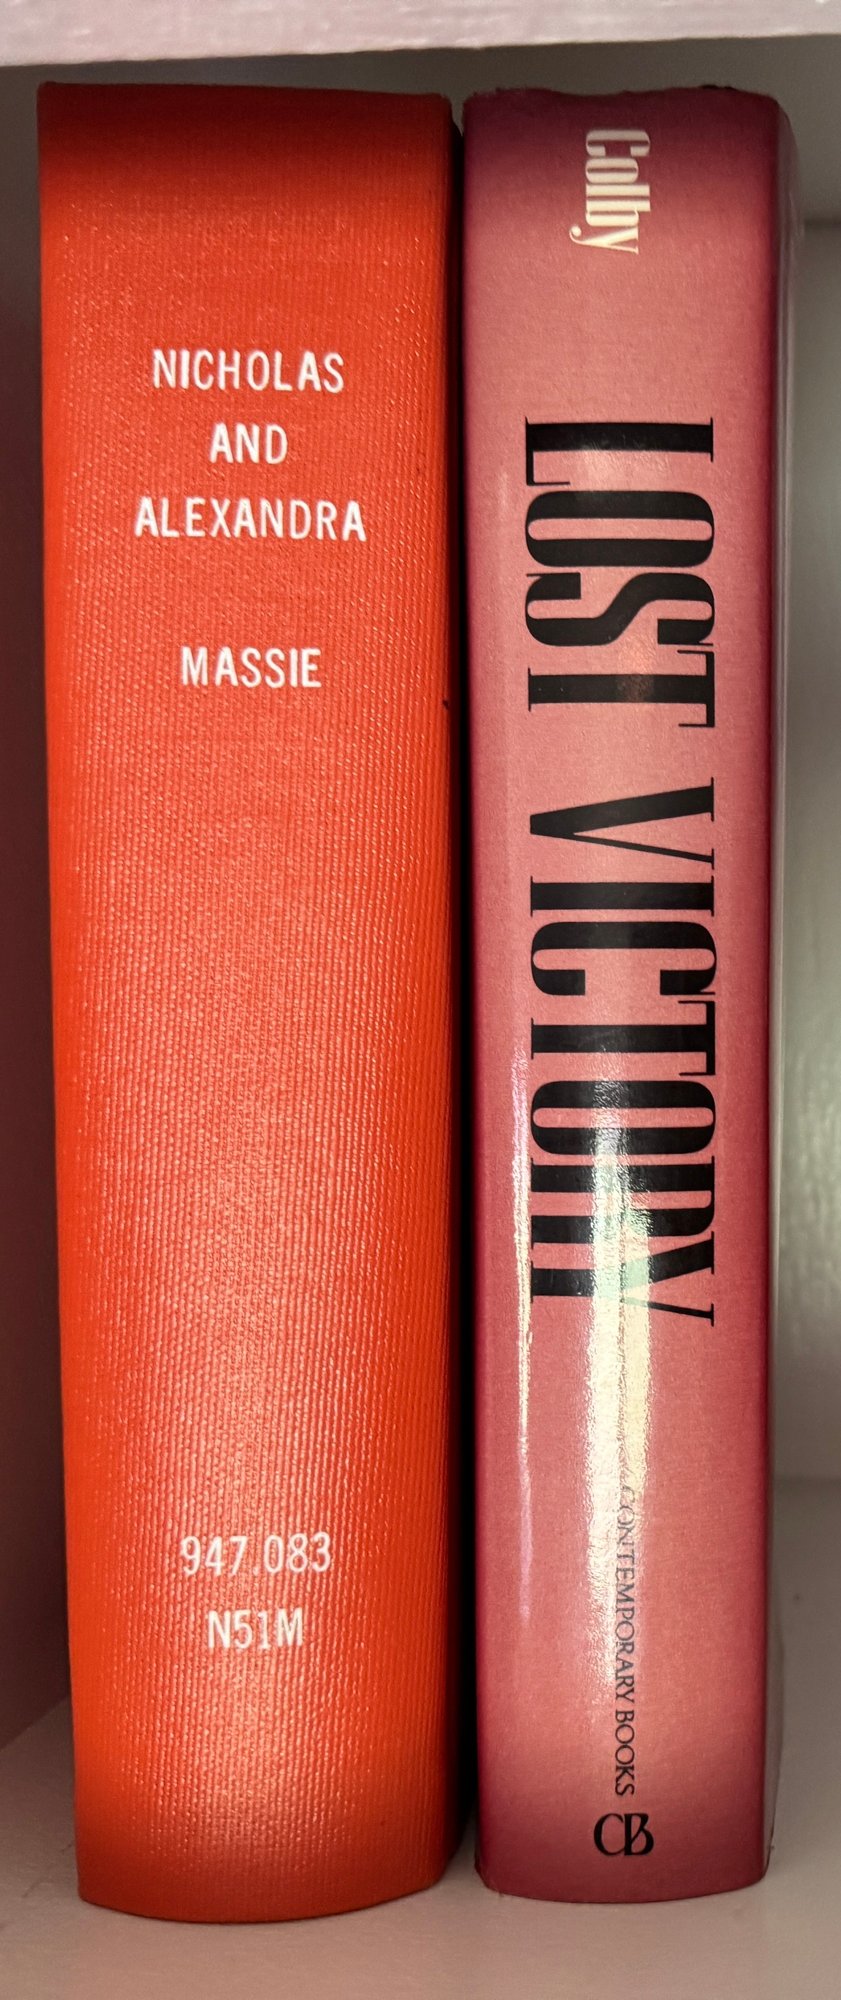 NICHOLAS
AND
ALEXANDRA
MASSIE
947.083
N51M
Colby
LOST VICTORY
CONTEMPORARY BOOKS
CB